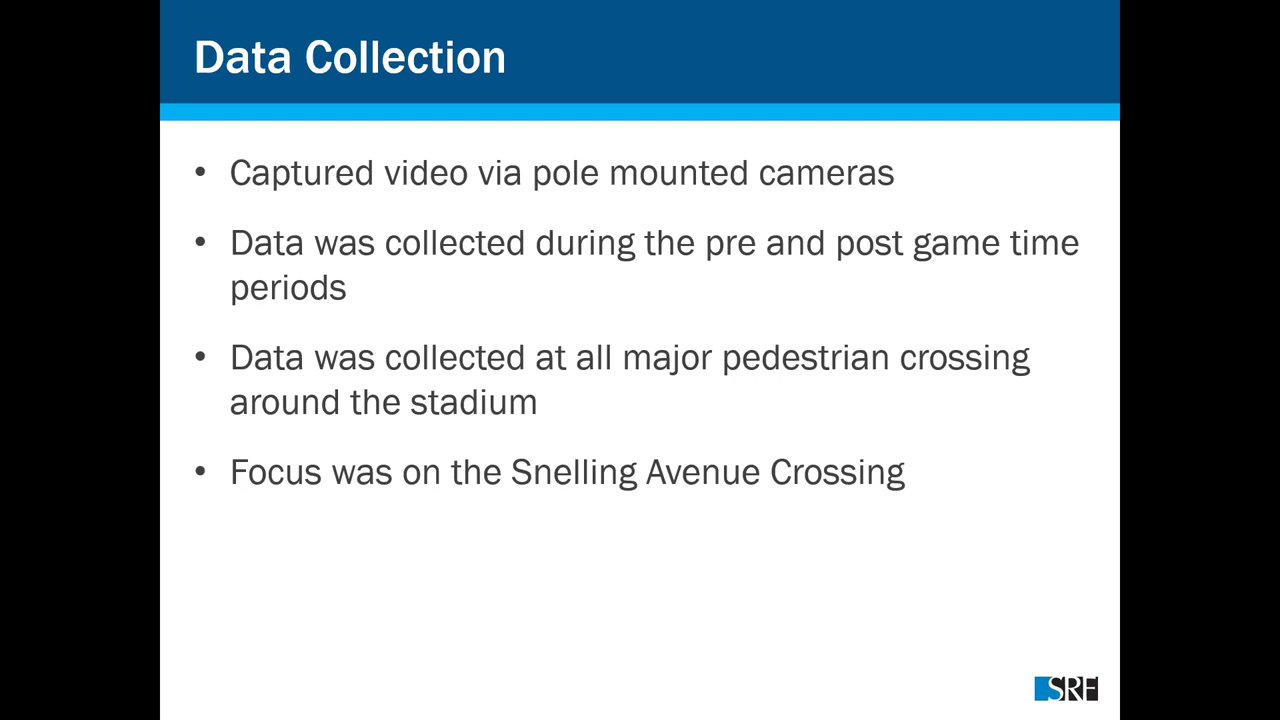 Data Collection
• Captured video via pole mounted cameras
• Data was collected during the pre and post game time
periods
• Data was collected at all major pedestrian crossing
around the stadium
• Focus was on the Snelling Avenue Crossing
SRF